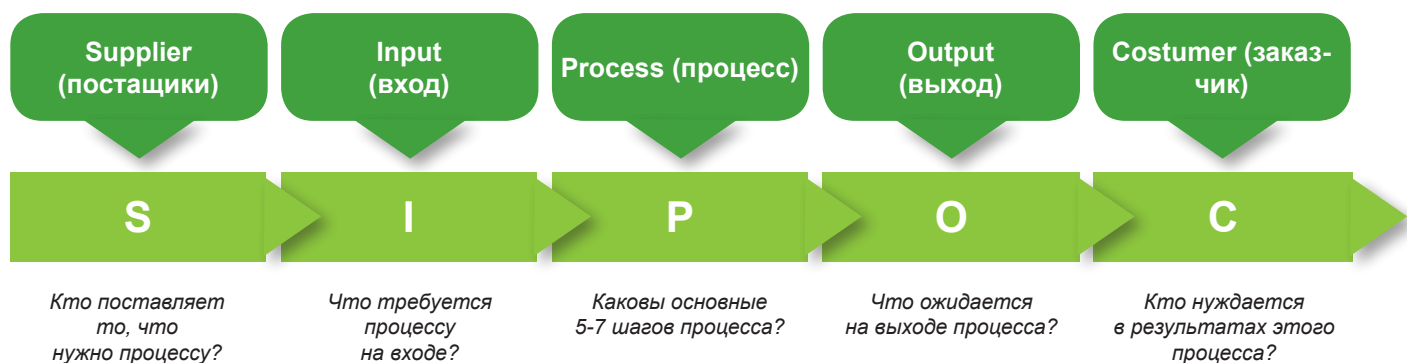 Supplier
(постащики)
Input
(вход)
Process (процесс)
Output
(выход)
Costumer (заказ-
чик)
S
I
P
O
C
Кто поставляет
то, что
нужно процессу?
Что требуется
процессу
на входе?
Каковы основные
5-7 шагов процесса?
Что ожидается
на выходе процесса?
Кто нуждается
в результатах этого
процесса?